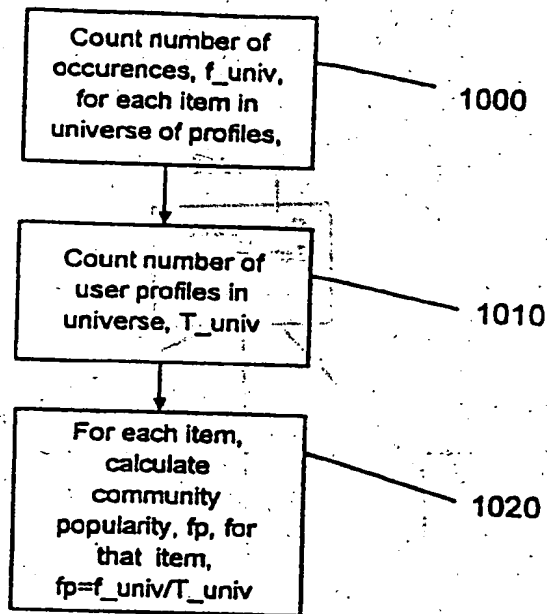 Count number of
occurences, f_univ,
for each item in
universe of profiles,
1000
Count number of
user profiles in
universe, T_univ
1010
For each item,
calculate
community
popularity, fp, for
that item,
fp=f_univ/T_univ
1020